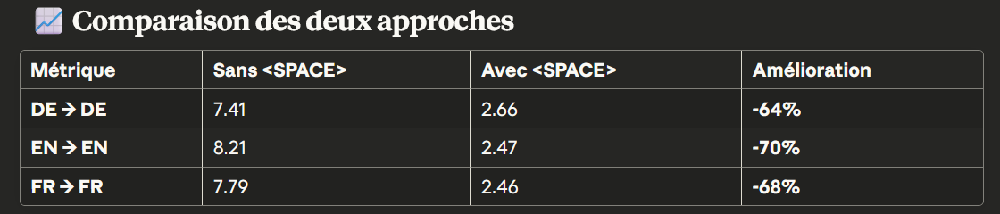 📈 Comparaison des deux approches
Métrique Sans <SPACE> Avec <SPACE> Amélioration
DE → DE 7.41 2.66 -64%
EN → EN 8.21 2.47 -70%
FR → FR 7.79 2.46 -68%